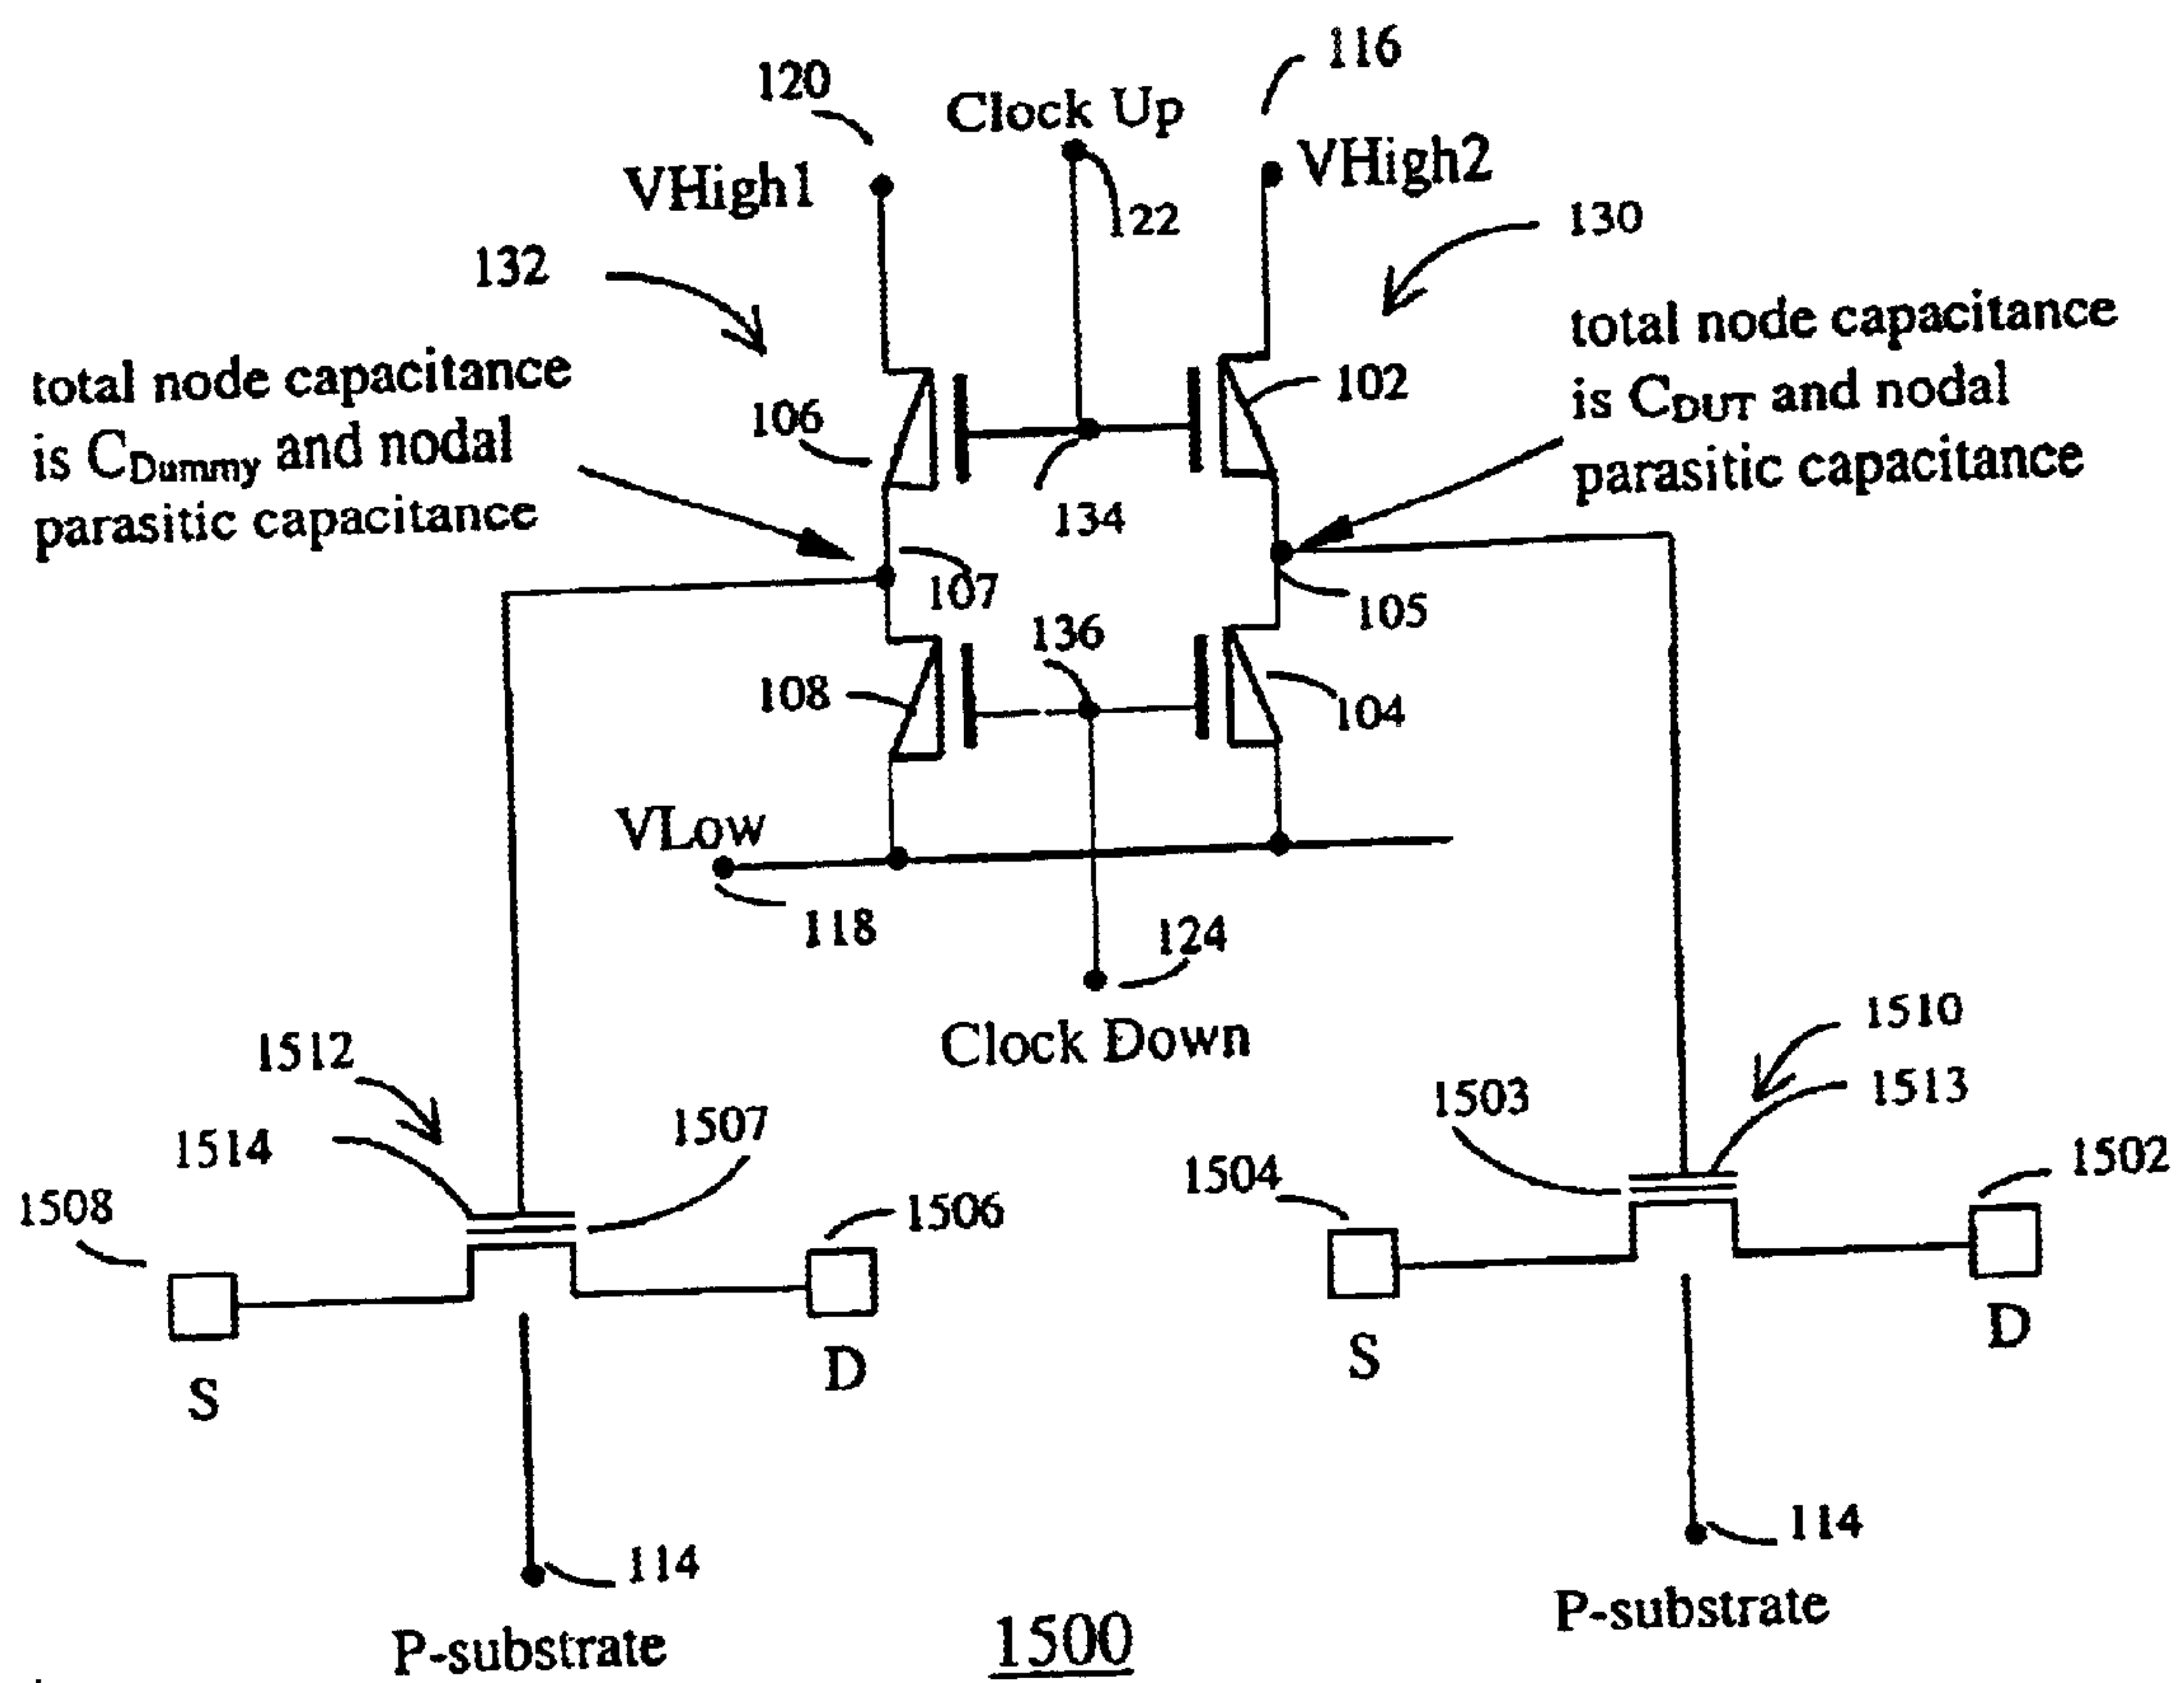 116
120
Clock Up
VHigh1
VHigh2
122
130
132
total node capacitance
is CDUT and nodal
parasitic capacitance
total node capacitance
is CDummy and nodal
parasitic capacitance
102
106
134
107
105
136
108
104
VLow
118
124
Clock Down
1512
1510
1503
1513
1514
1507
1504
1502
1508
1506
S
D
S
D
114
114
P-substrate
P-substrate
1500